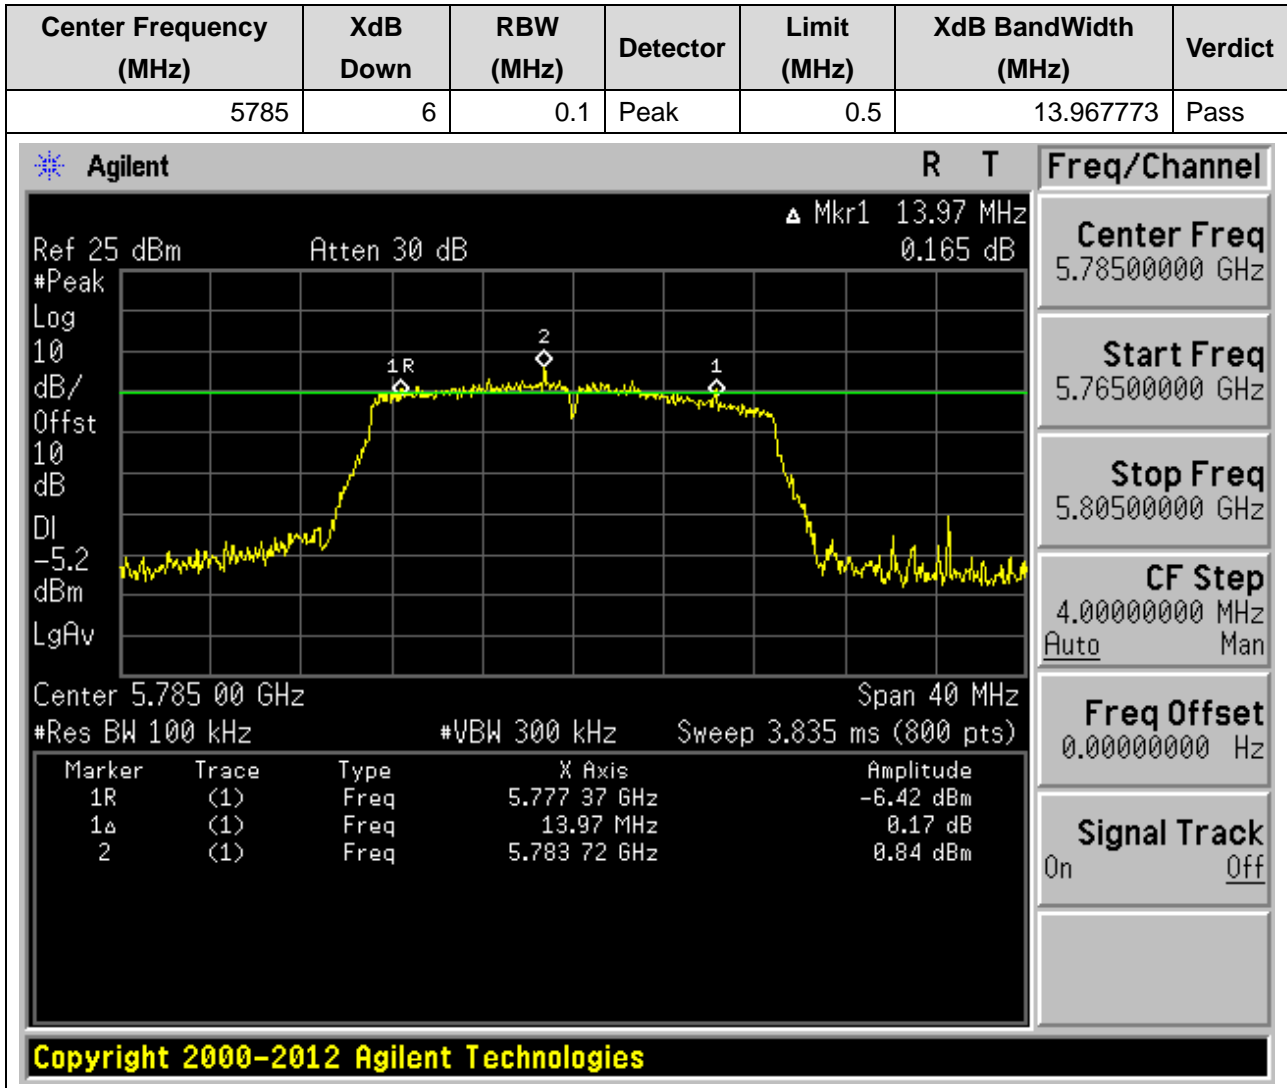 Center Frequency (MHz) XdB Down RBW (MHz) Detector Limit (MHz) XdB BandWidth (MHz) Verdict
5785 6 0.1 Peak 0.5 13.967773 Pass
Agilent R T Freq/Channel
Δ Mkr1 13.97 MHz
Ref 25 dBm Atten 30 dB 0.165 dB
#Peak
Log
10
dB/
Offst
10
dB
DI
-5.2
dBm
LgAv
1R
2
1
Center 5.785 00 GHz Span 40 MHz
#Res BW 100 kHz #VBW 300 kHz Sweep 3.835 ms (800 pts)
Marker Trace Type X Axis Amplitude
1R (1) Freq 5.777 37 GHz -6.42 dBm
1Δ (1) Freq 13.97 MHz 0.17 dB
2 (1) Freq 5.783 72 GHz 0.84 dBm
Center Freq
5.78500000 GHz
Start Freq
5.76500000 GHz
Stop Freq
5.80500000 GHz
CF Step
4.00000000 MHz
Auto Man
Freq Offset
0.00000000 Hz
Signal Track
On Off
Copyright 2000-2012 Agilent Technologies